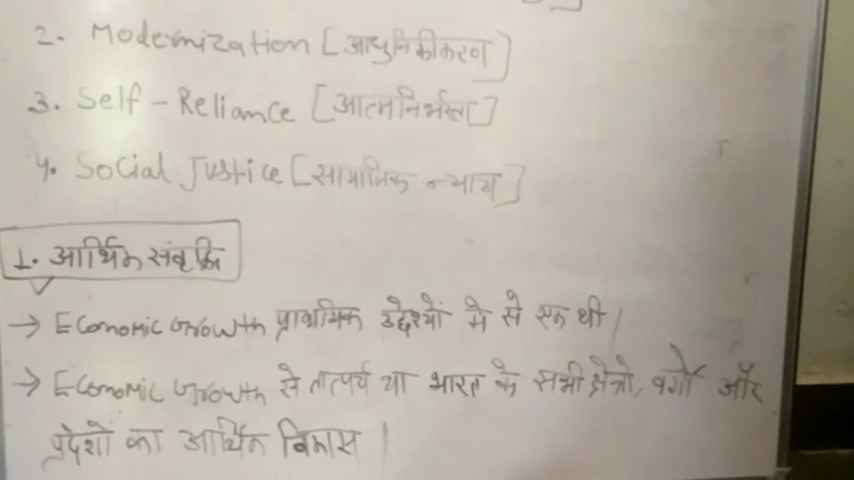 2. Modernization [आधुनिकीकरण]
3. Self-Reliance [आत्मनिर्भरता]
4. Social Justice [सामाजिक न्याय]
1. आर्थिक संवृद्धि
→ Economic Growth प्राथमिक उद्देश्यों मे से एक थी।
→ Economic Growth से तात्पर्य था भारत के सभी क्षेत्रो, वर्गों और
प्रदेशों का आर्थिक विकास।